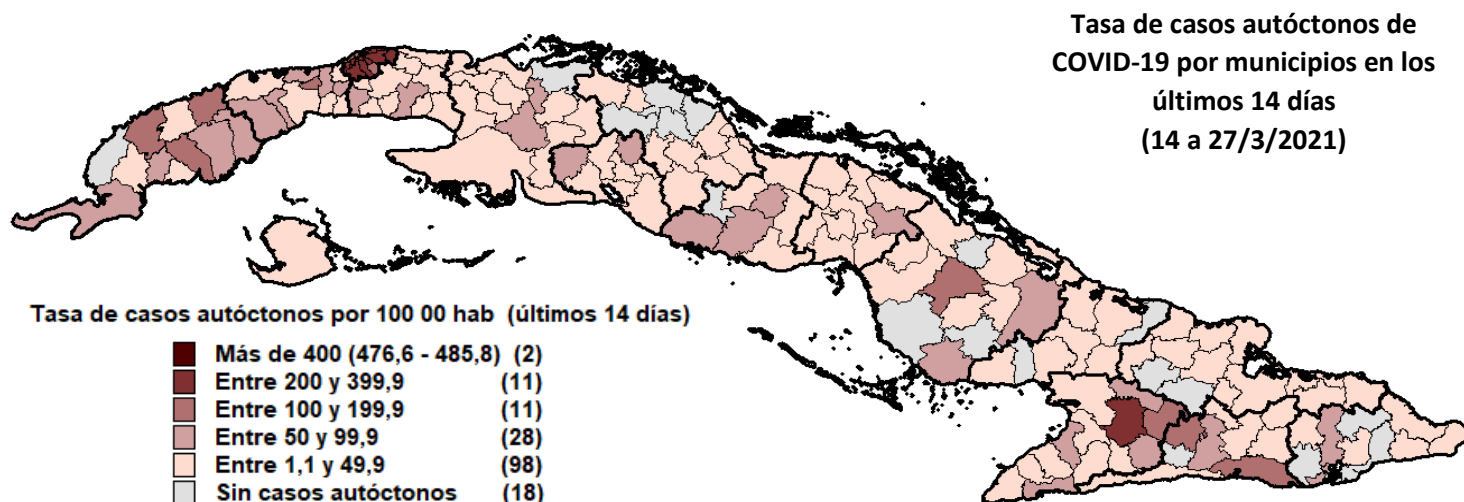 Tasa de casos autóctonos de
COVID-19 por municipios en los
últimos 14 días
(14 a 27/3/2021)
Tasa de casos autóctonos por 100 00 hab (últimos 14 días)
Más de 400 (476,6 - 485,8) (2)
Entre 200 y 399,9 (11)
Entre 100 y 199,9 (11)
Entre 50 y 99,9 (28)
Entre 1,1 y 49,9 (98)
Sin casos autóctonos (18)